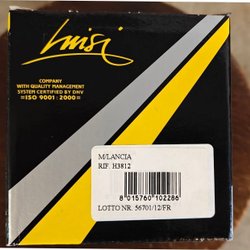 Luisi
COMPANY
WITH QUALITY MANAGEMENT
SYSTEM CERTIFIED BY DNV
=ISO 9001 - 2000=
M/LANCIA
RIF. H3812
8 015760 102286
LOTTO NR. 56701/12/FR